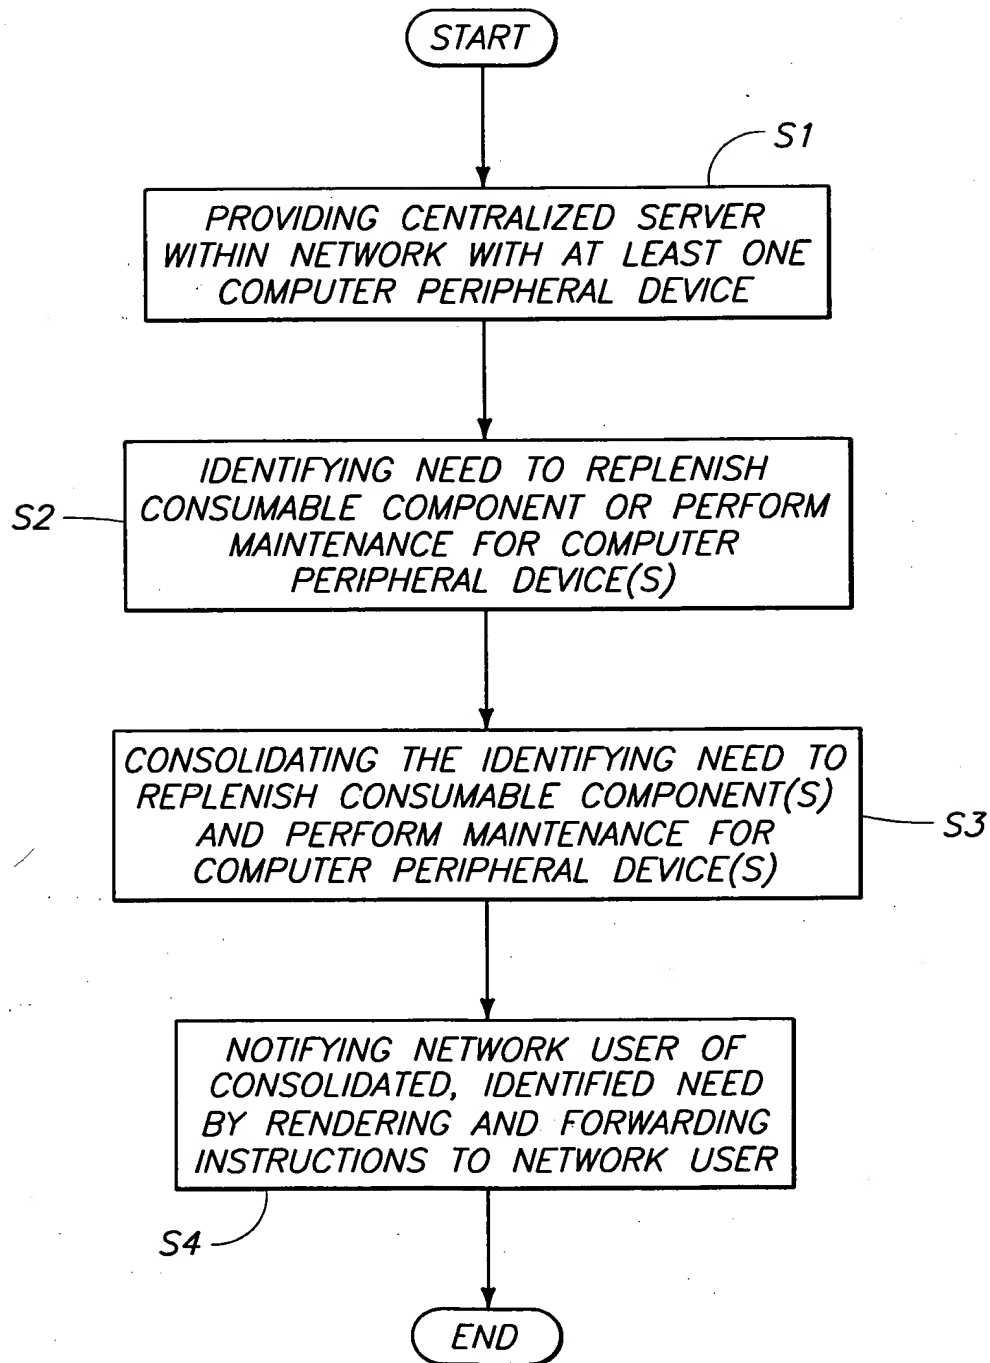 START
S1
PROVIDING CENTRALIZED SERVER
WITHIN NETWORK WITH AT LEAST ONE
COMPUTER PERIPHERAL DEVICE
S2
IDENTIFYING NEED TO REPLENISH
CONSUMABLE COMPONENT OR PERFORM
MAINTENANCE FOR COMPUTER
PERIPHERAL DEVICE(S)
CONSOLIDATING THE IDENTIFYING NEED TO
REPLENISH CONSUMABLE COMPONENT(S)
AND PERFORM MAINTENANCE FOR
COMPUTER PERIPHERAL DEVICE(S)
S3
NOTIFYING NETWORK USER OF
CONSOLIDATED, IDENTIFIED NEED
BY RENDERING AND FORWARDING
INSTRUCTIONS TO NETWORK USER
S4
END